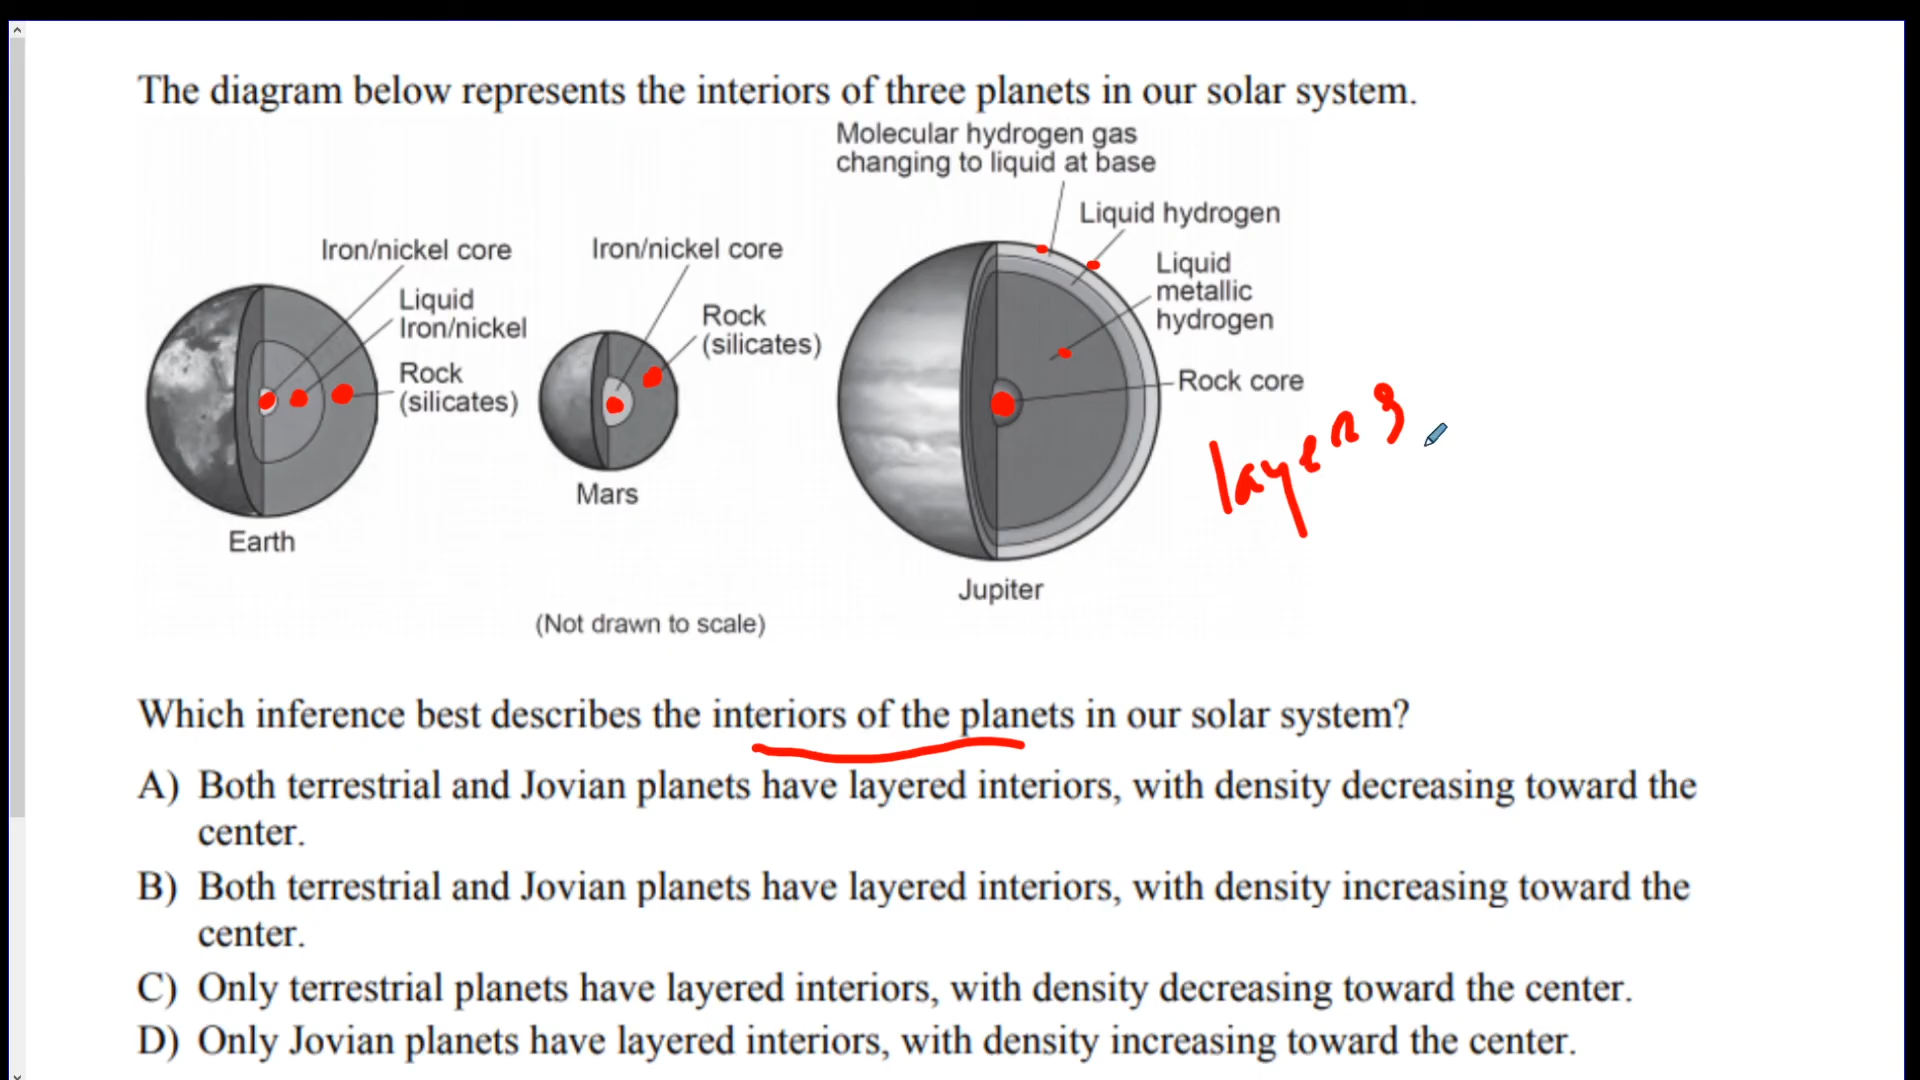 The diagram below represents the interiors of three planets in our solar system.
Molecular hydrogen gas
changing to liquid at base
Liquid hydrogen
Liquid
metallic
hydrogen
Rock core
Iron/nickel core
Liquid
Iron/nickel
Rock
(silicates)
Earth
Iron/nickel core
Rock
(silicates)
Mars
Jupiter
layers
(Not drawn to scale)
Which inference best describes the interiors of the planets in our solar system?
A) Both terrestrial and Jovian planets have layered interiors, with density decreasing toward the
center.
B) Both terrestrial and Jovian planets have layered interiors, with density increasing toward the
center.
C) Only terrestrial planets have layered interiors, with density decreasing toward the center.
D) Only Jovian planets have layered interiors, with density increasing toward the center.